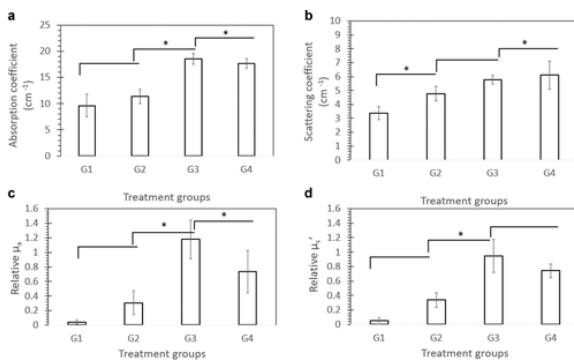 a
Absorption coefficient
(cm⁻¹)
25
20
15
10
5
0
*
*
G1 G2 G3 G4
Treatment groups
b
Scattering coefficient
(cm⁻¹)
9
8
7
6
5
4
3
2
1
0
*
*
G1 G2 G3 G4
Treatment groups
c
Relative μa
1.6
1.4
1.2
1
0.8
0.6
0.4
0.2
0
*
*
G1 G2 G3 G4
Treatment groups
d
Relative μs'
1.6
1.4
1.2
1
0.8
0.6
0.4
0.2
0
*
G1 G2 G3 G4
Treatment groups